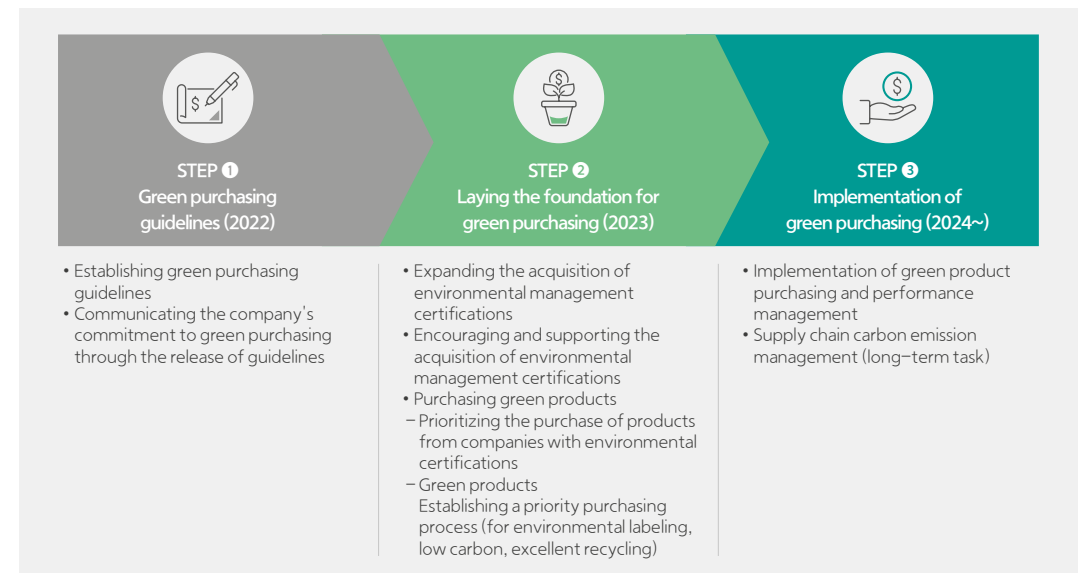 STEP ❶
Green purchasing
guidelines (2022)
STEP ❷
Laying the foundation for
green purchasing (2023)
STEP ❸
Implementation of
green purchasing (2024~)
• Establishing green purchasing
guidelines
• Communicating the company's
commitment to green purchasing
through the release of guidelines
• Expanding the acquisition of
environmental management
certifications
• Encouraging and supporting the
acquisition of environmental
management certifications
• Purchasing green products
– Prioritizing the purchase of products
from companies with environmental
certifications
– Green products
Establishing a priority purchasing
process (for environmental labeling,
low carbon, excellent recycling)
• Implementation of green product
purchasing and performance
management
• Supply chain carbon emission
management (long-term task)